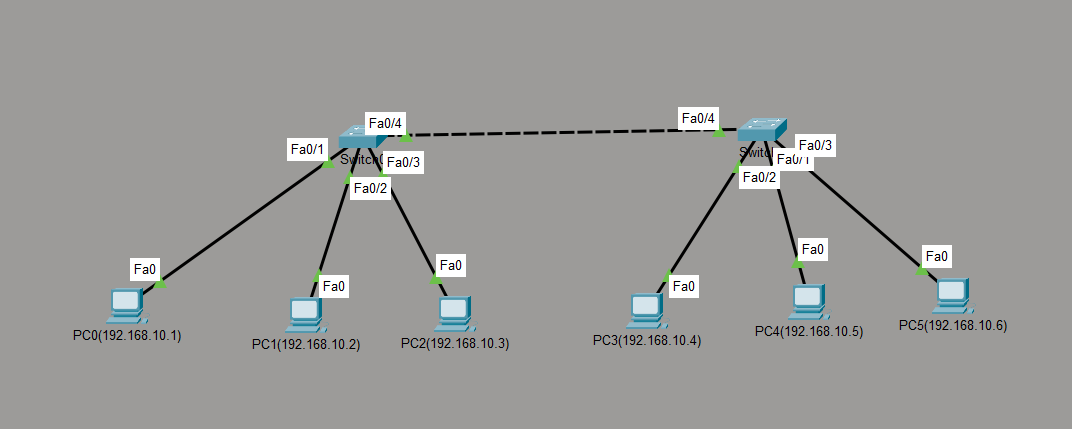 Fa0/4
Fa0/4
Fa0/1
Fa0/3
Fa0/2
Fa0/3
Fa0/1
Fa0/2
Fa0
Fa0
Fa0
Fa0
Fa0
Fa0
PC0(192.168.10.1)
PC1(192.168.10.2)
PC2(192.168.10.3)
PC3(192.168.10.4)
PC4(192.168.10.5)
PC5(192.168.10.6)